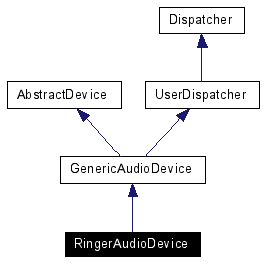 Dispatcher
AbstractDevice
UserDispatcher
GenericAudioDevice
RingerAudioDevice